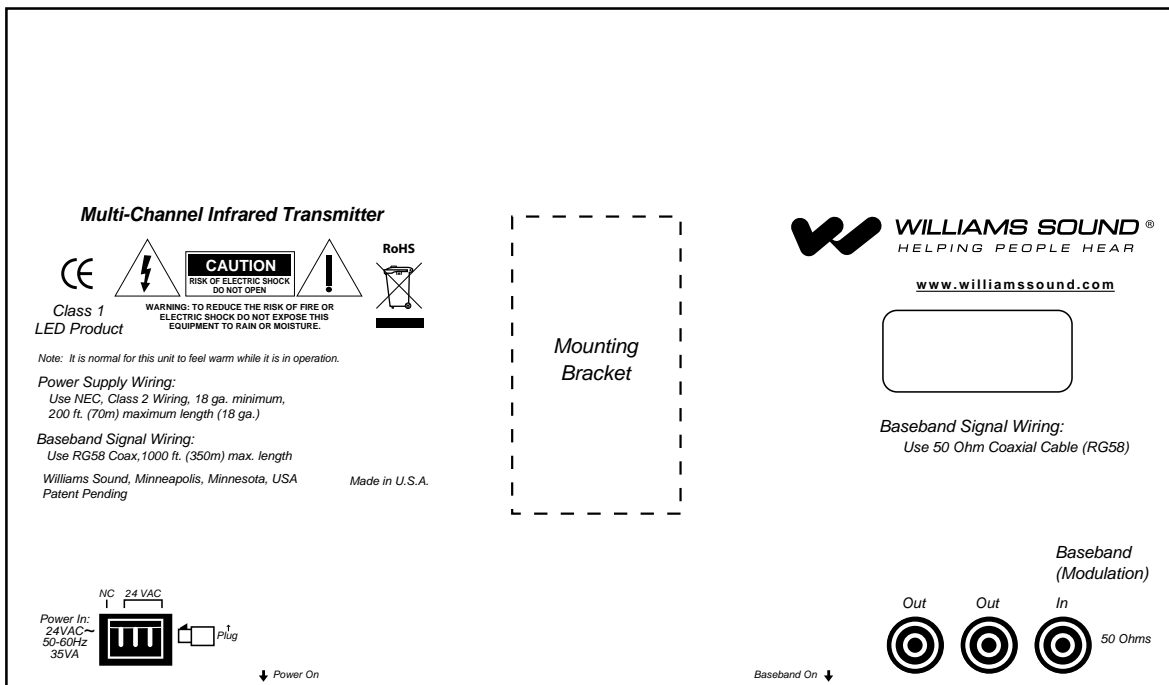 Multi-Channel Infrared Transmitter
CE
CAUTION
RISK OF ELECTRIC SHOCK
DO NOT OPEN
RoHS
Class 1
LED Product
WARNING: TO REDUCE THE RISK OF FIRE OR
ELECTRIC SHOCK DO NOT EXPOSE THIS
EQUIPMENT TO RAIN OR MOISTURE.
Note: It is normal for this unit to feel warm while it is in operation.
Power Supply Wiring:
Use NEC, Class 2 Wiring, 18 ga. minimum,
200 ft. (70m) maximum length (18 ga.)
Baseband Signal Wiring:
Use RG58 Coax,1000 ft. (350m) max. length
Williams Sound, Minneapolis, Minnesota, USA
Patent Pending
Made in U.S.A.
NC 24 VAC
Power In:
24VAC~
50-60Hz
35VA
Plug
Power On
Mounting
Bracket
WILLIAMS SOUND ®
HELPING PEOPLE HEAR
www.williamssound.com
Baseband Signal Wiring:
Use 50 Ohm Coaxial Cable (RG58)
Baseband
(Modulation)
Out Out In
50 Ohms
Baseband On